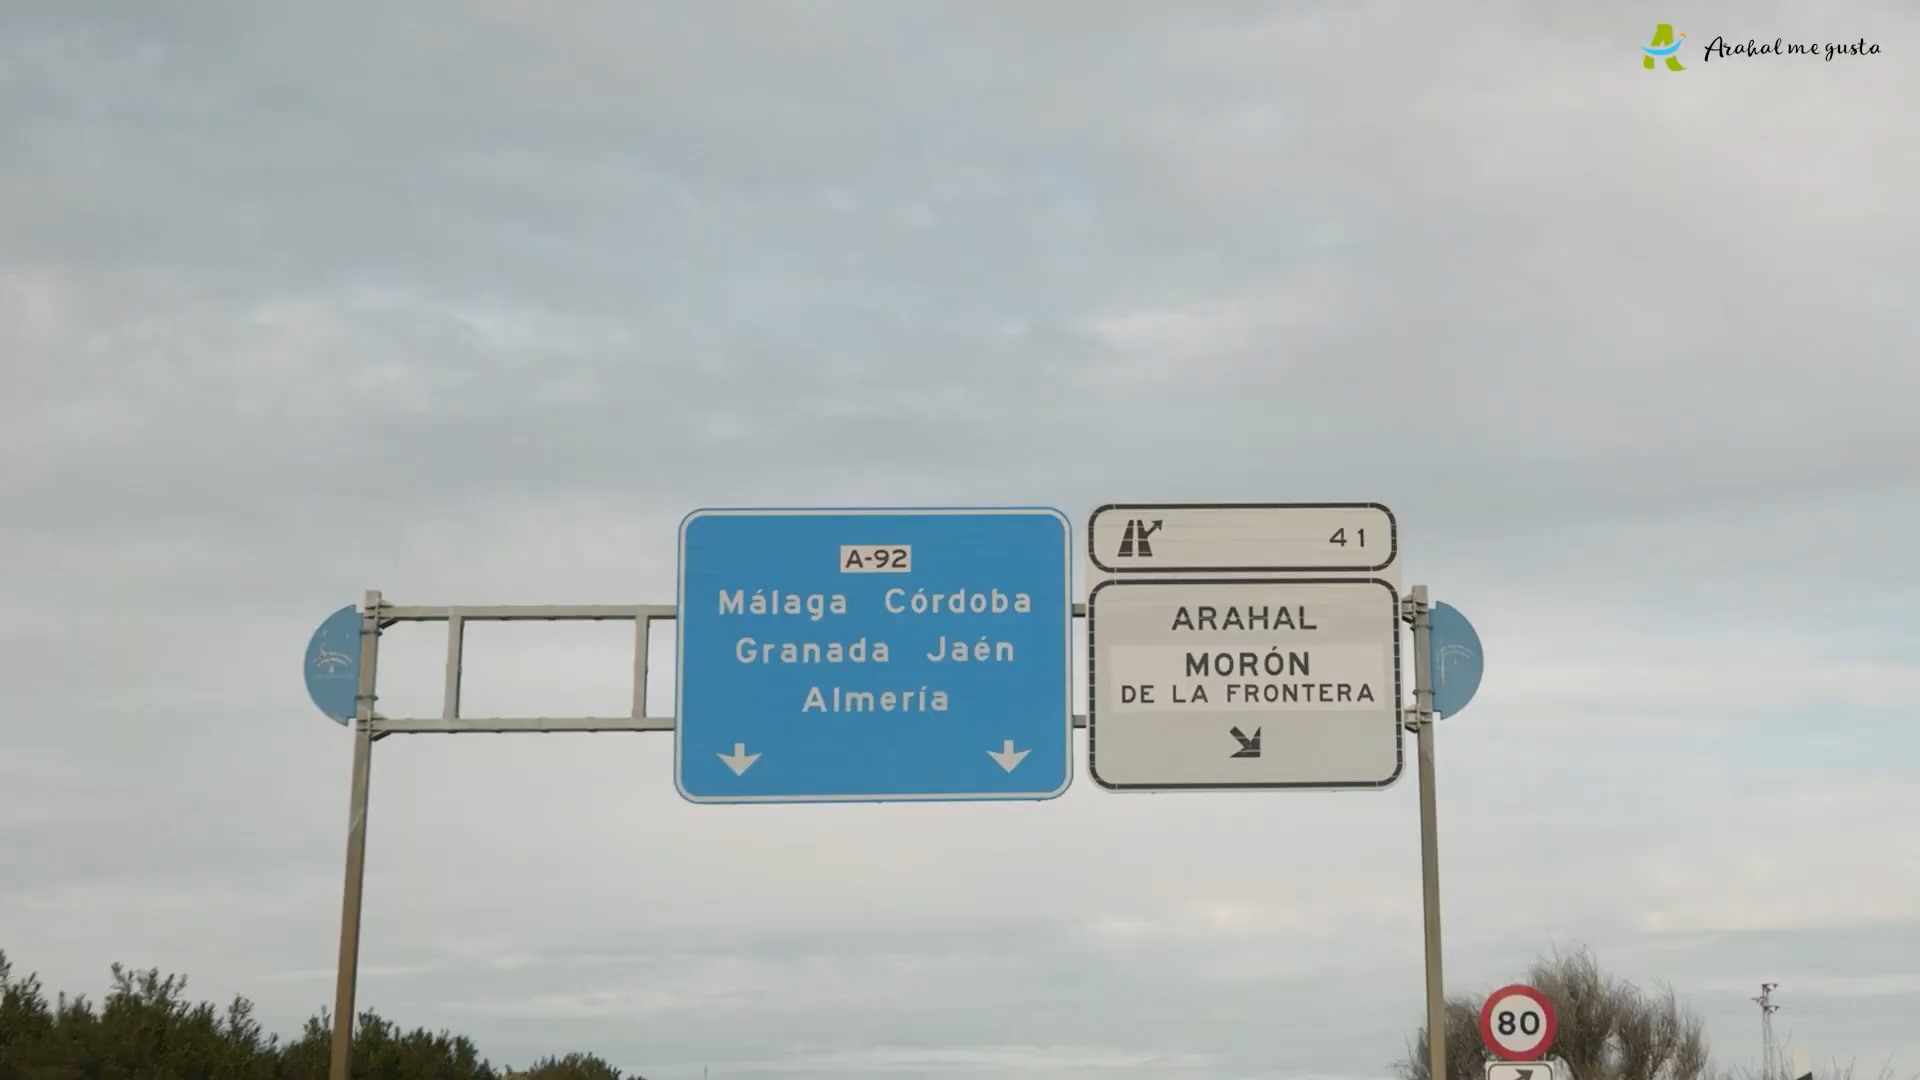 Arahal me gusta
A-92
Málaga Córdoba
Granada Jaén
Almería
41
ARAHAL
MORÓN
DE LA FRONTERA
80